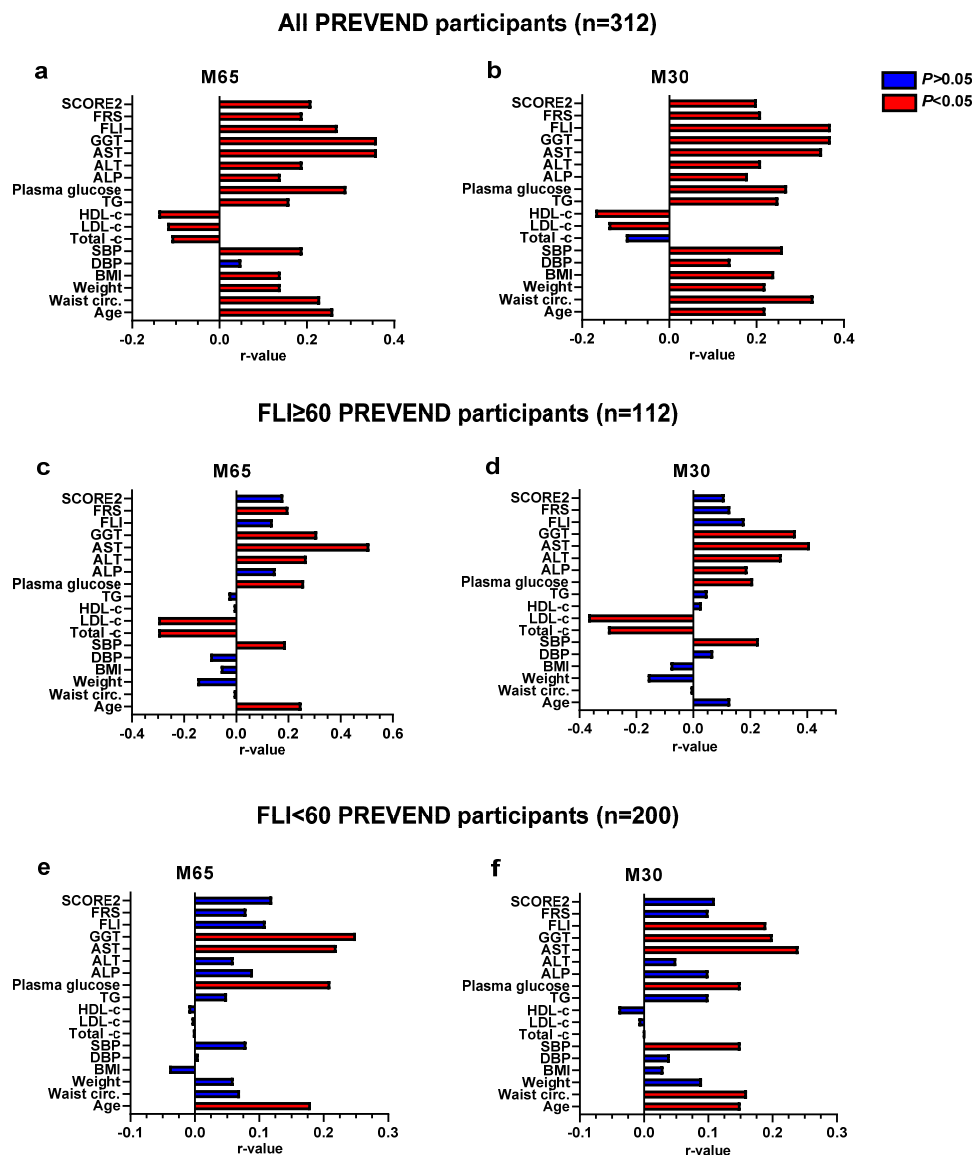 All PREVEND participants (n=312)
a
M65
SCORE2
FRS
FLI
GGT
AST
ALT
ALP
Plasma glucose
TG
HDL-c
LDL-c
Total -c
SBP
DBP
BMI
Weight
Waist circ.
Age
-0.2 0.0 0.2 0.4
r-value
b
M30
SCORE2
FRS
FLI
GGT
AST
ALT
ALP
Plasma glucose
TG
HDL-c
LDL-c
Total -c
SBP
DBP
BMI
Weight
Waist circ.
Age
-0.2 0.0 0.2 0.4
r-value
P>0.05
P<0.05
FLI≥60 PREVEND participants (n=112)
c
M65
SCORE2
FRS
FLI
GGT
AST
ALT
ALP
Plasma glucose
TG
HDL-c
LDL-c
Total -c
SBP
DBP
BMI
Weight
Waist circ.
Age
-0.4 -0.2 0.0 0.2 0.4 0.6
r-value
d
M30
SCORE2
FRS
FLI
GGT
AST
ALT
ALP
Plasma glucose
TG
HDL-c
LDL-c
Total -c
SBP
DBP
BMI
Weight
Waist circ.
Age
-0.4 -0.2 0.0 0.2 0.4
r-value
FLI<60 PREVEND participants (n=200)
e
M65
SCORE2
FRS
FLI
GGT
AST
ALT
ALP
Plasma glucose
TG
HDL-c
LDL-c
Total -c
SBP
DBP
BMI
Weight
Waist circ.
Age
-0.1 0.0 0.1 0.2 0.3
r-value
f
M30
SCORE2
FRS
FLI
GGT
AST
ALT
ALP
Plasma glucose
TG
HDL-c
LDL-c
Total -c
SBP
DBP
BMI
Weight
Waist circ.
Age
-0.1 0.0 0.1 0.2 0.3
r-value